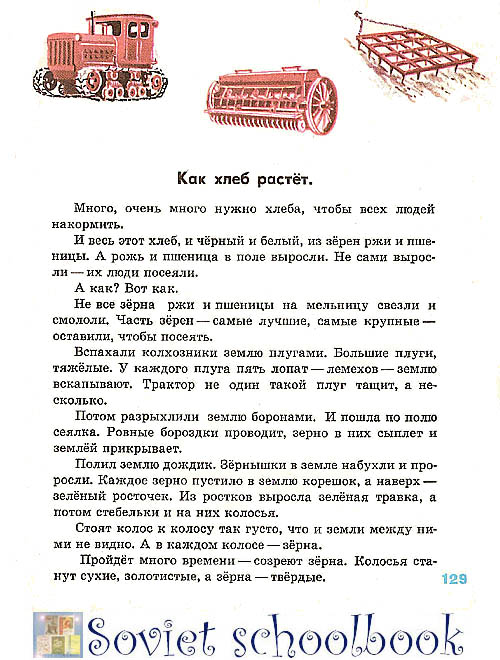 Как хлеб растёт.
Много, очень много нужно хлеба, чтобы всех людей
накормить.
И весь этот хлеб, и чёрный и белый, из зёрен ржи и пше-
ницы. А рожь и пшеница в поле выросли. Не сами вырос-
ли — их люди посеяли.
А как? Вот как.
Не все зёрна ржи и пшеницы на мельницу свезли и
смололи. Часть зёрен — самые лучшие, самые крупные —
оставили, чтобы посеять.
Вспахали колхозники землю плугами. Большие плуги,
тяжёлые. У каждого плуга пять лопат — лемехов — землю
вскапывают. Трактор не один такой плуг тащит, а не-
сколько.
Потом разрыхлили землю боронами. И пошла по полю
сеялка. Ровные бороздки проводит, зерно в них сыплет и
землёй прикрывает.
Полил землю дождик. Зёрнышки в земле набухли и про-
росли. Каждое зерно пустило в землю корешок, а наверх —
зелёный росточек. Из ростков выросла зелёная травка, а
потом стебельки и на них колосья.
Стоят колос к колосу так густо, что и земли между ни-
ми не видно. А в каждом колосе — зёрна.
Пройдёт много времени — созреют зёрна. Колосья ста-
нут сухие, золотистые, а зёрна — твёрдые.
129
Soviet schoolbook